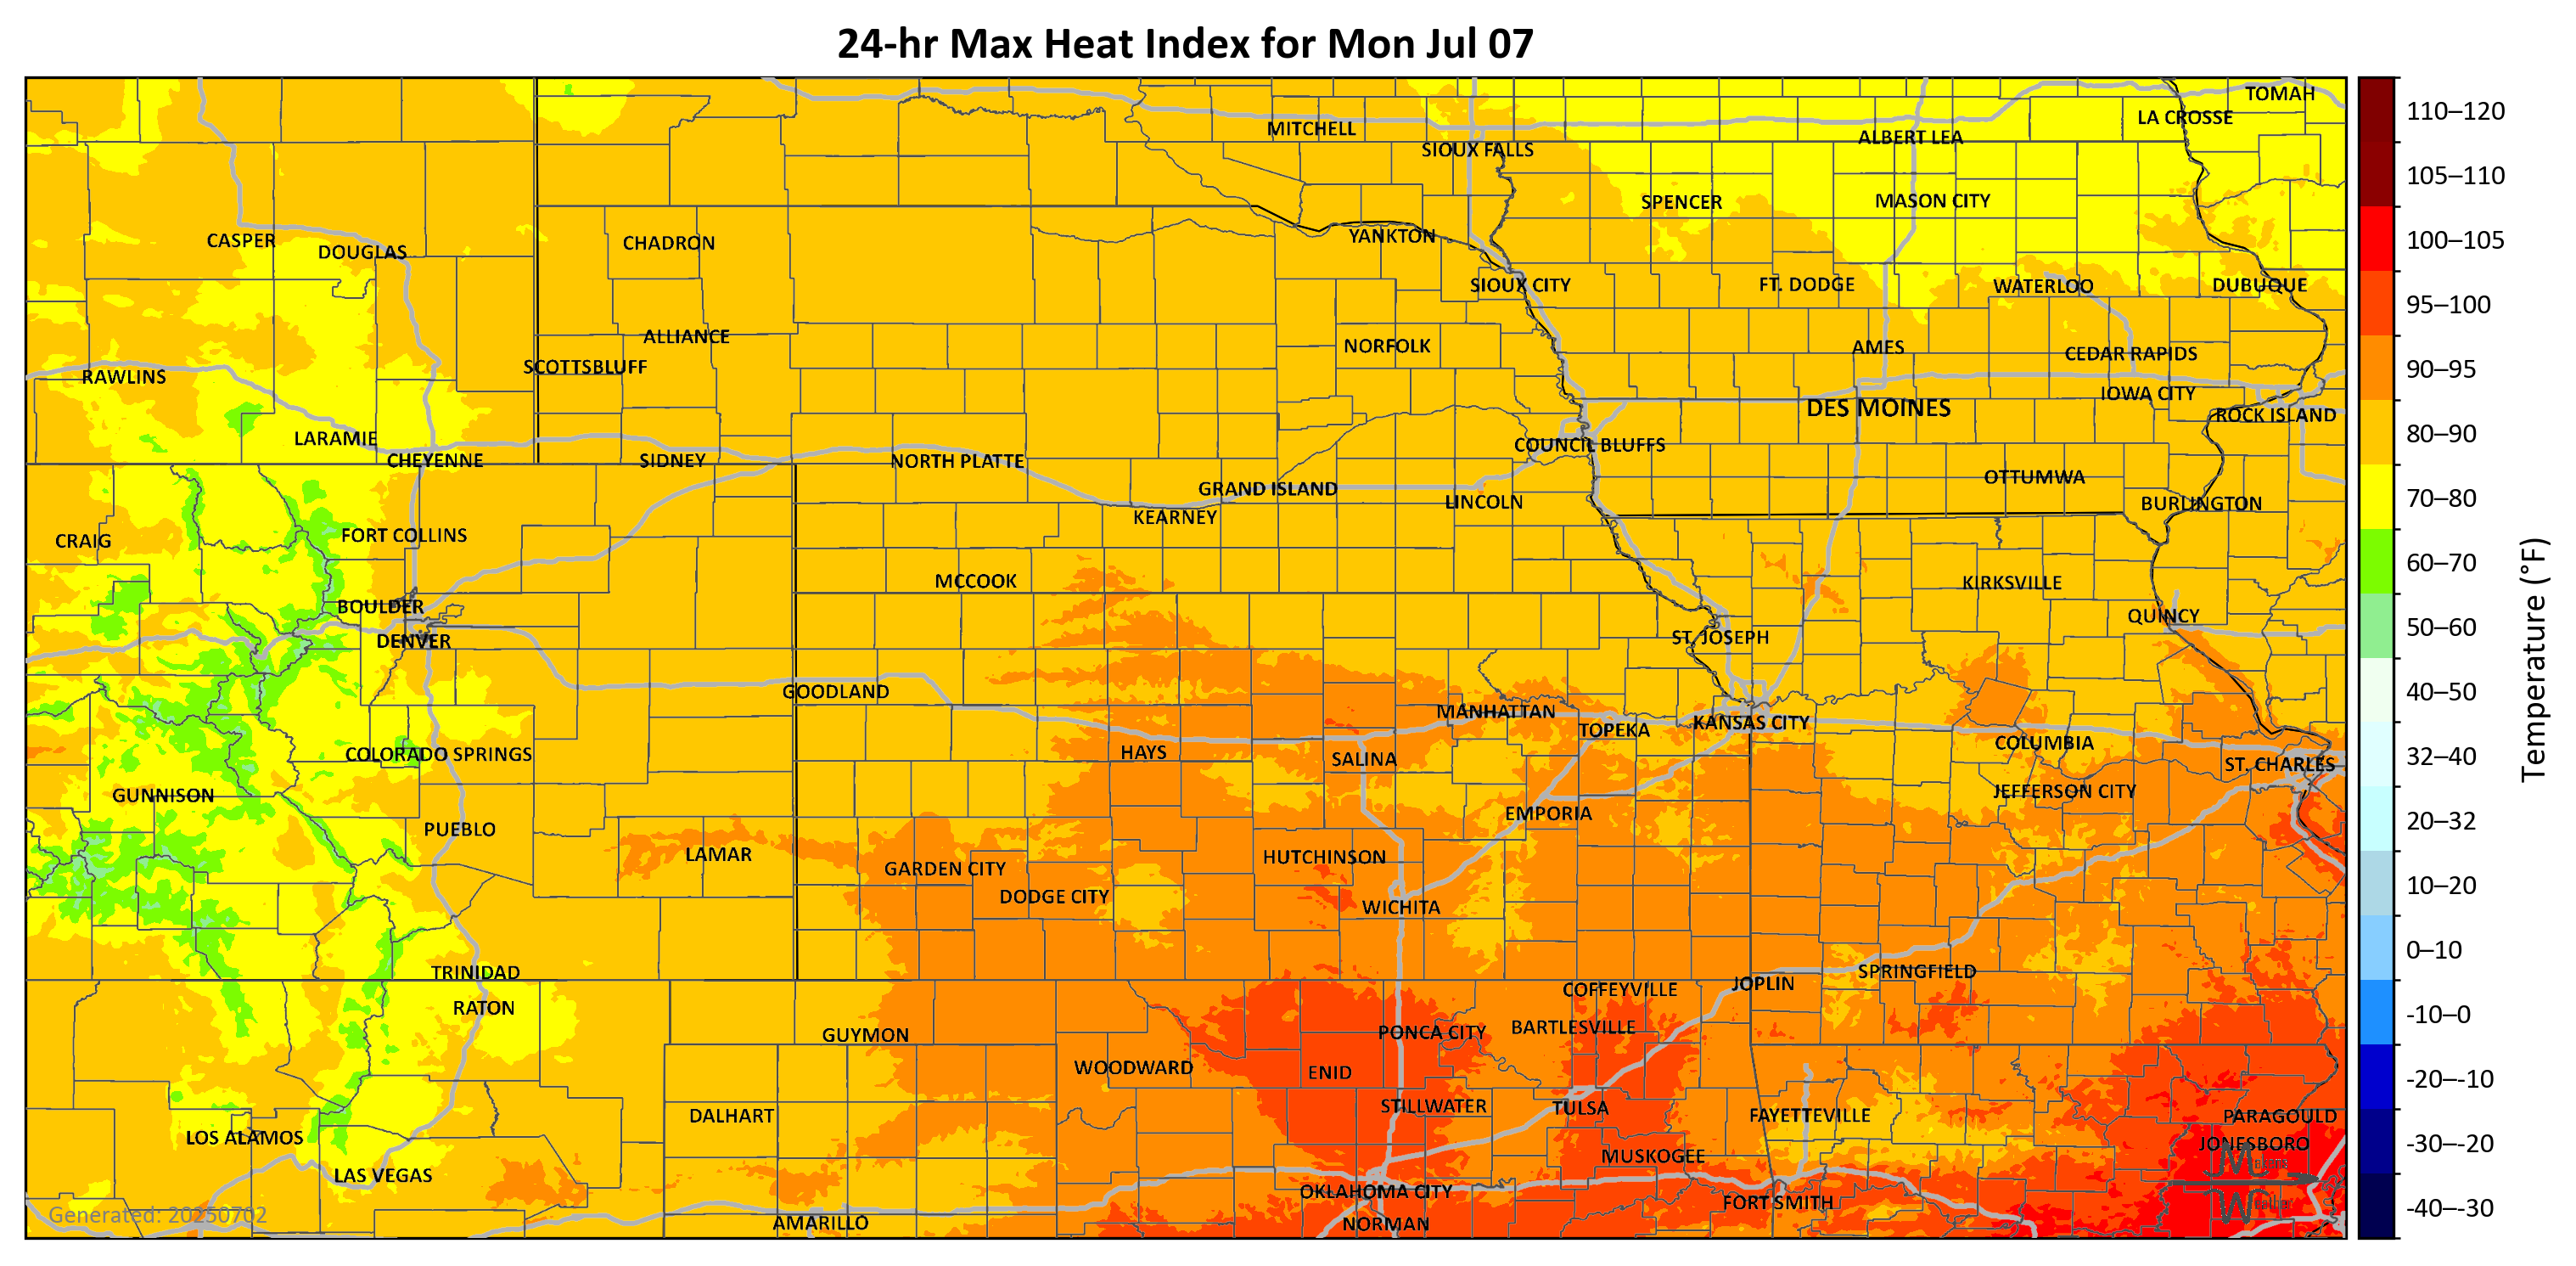 24-hr Max Heat Index for Mon Jul 07
TOMAH
LA CROSSE
MITCHELL
ALBERT LEA
SIOUX FALLS
SPENCER
MASON CITY
CASPER
DOUGLAS
CHADRON
YANKTON
SIOUX CITY
FT. DODGE
WATERLOO
DUBUQUE
ALLIANCE
NORFOLK
AMES
CEDAR RAPIDS
SCOTTSBLUFF
RAWLINS
IOWA CITY
DES MOINES
ROCK ISLAND
LARAMIE
COUNCIL BLUFFS
CHEYENNE
SIDNEY
NORTH PLATTE
OTTUMWA
GRAND ISLAND
LINCOLN
BURLINGTON
KEARNEY
CRAIG
FORT COLLINS
MCCOOK
KIRKSVILLE
BOULDER
QUINCY
DENVER
ST. JOSEPH
GOODLAND
MANHATTAN
KANSAS CITY
TOPEKA
COLUMBIA
COLORADO SPRINGS
HAYS
SALINA
ST. CHARLES
GUNNISON
JEFFERSON CITY
EMPORIA
PUEBLO
LAMAR
HUTCHINSON
GARDEN CITY
DODGE CITY
WICHITA
TRINIDAD
SPRINGFIELD
JOPLIN
COFFEYVILLE
RATON
GUYMON
PONCA CITY
BARTLESVILLE
WOODWARD
ENID
STILLWATER
TULSA
DALHART
FAYETTEVILLE
PARAGOULD
LOS ALAMOS
JONESBORO
MUSKOGEE
LAS VEGAS
OKLAHOMA CITY
FORT SMITH
AMARILLO
NORMAN
Generated: 20250702
110–120
105–110
100–105
95–100
90–95
80–90
70–80
60–70
50–60
40–50
32–40
20–32
10–20
0–10
-10–0
-20–-10
-30–-20
-40–-30
Temperature (°F)